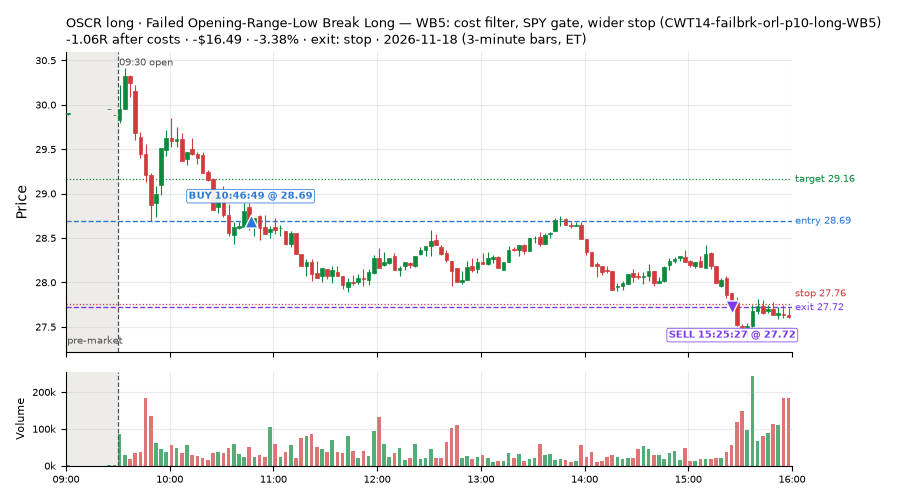 OSCR long · Failed Opening-Range-Low Break Long — WB5: cost filter, SPY gate, wider stop (CWT14-failbrk-orl-p10-long-WB5)
-1.06R after costs · -$16.49 · -3.38% · exit: stop · 2026-11-18 (3-minute bars, ET)
09:30 open
30.5
30.0
29.5
29.0
28.5
28.0
27.5
Price
target 29.16
BUY 10:46:49 @ 28.69
entry 28.69
stop 27.76
exit 27.72
SELL 15:25:27 @ 27.72
pre-market
Volume
200k
100k
0k
09:00
10:00
11:00
12:00
13:00
14:00
15:00
16:00